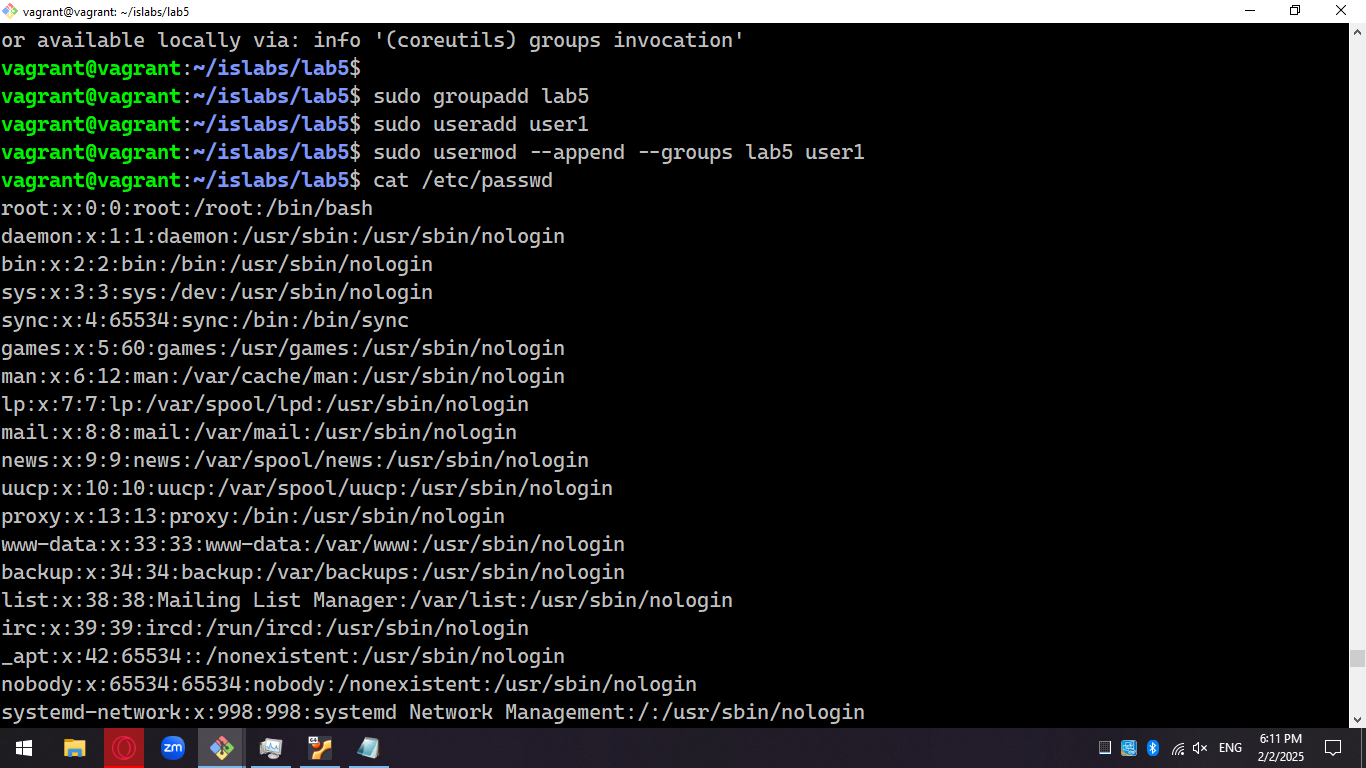 vagrant@vagrant: ~/islabs/lab5
or available locally via: info '(coreutils) groups invocation'
vagrant@vagrant:~/islabs/lab5$
vagrant@vagrant:~/islabs/lab5$ sudo groupadd lab5
vagrant@vagrant:~/islabs/lab5$ sudo useradd user1
vagrant@vagrant:~/islabs/lab5$ sudo usermod --append --groups lab5 user1
vagrant@vagrant:~/islabs/lab5$ cat /etc/passwd
root:x:0:0:root:/root:/bin/bash
daemon:x:1:1:daemon:/usr/sbin:/usr/sbin/nologin
bin:x:2:2:bin:/bin:/usr/sbin/nologin
sys:x:3:3:sys:/dev:/usr/sbin/nologin
sync:x:4:65534:sync:/bin:/bin/sync
games:x:5:60:games:/usr/games:/usr/sbin/nologin
man:x:6:12:man:/var/cache/man:/usr/sbin/nologin
lp:x:7:7:lp:/var/spool/lpd:/usr/sbin/nologin
mail:x:8:8:mail:/var/mail:/usr/sbin/nologin
news:x:9:9:news:/var/spool/news:/usr/sbin/nologin
uucp:x:10:10:uucp:/var/spool/uucp:/usr/sbin/nologin
proxy:x:13:13:proxy:/bin:/usr/sbin/nologin
www-data:x:33:33:www-data:/var/www:/usr/sbin/nologin
backup:x:34:34:backup:/var/backups:/usr/sbin/nologin
list:x:38:38:Mailing List Manager:/var/list:/usr/sbin/nologin
irc:x:39:39:ircd:/run/ircd:/usr/sbin/nologin
_apt:x:42:65534::/nonexistent:/usr/sbin/nologin
nobody:x:65534:65534:nobody:/nonexistent:/usr/sbin/nologin
systemd-network:x:998:998:systemd Network Management:/:/usr/sbin/nologin
zm
64
ENG
6:11 PM
2/2/2025